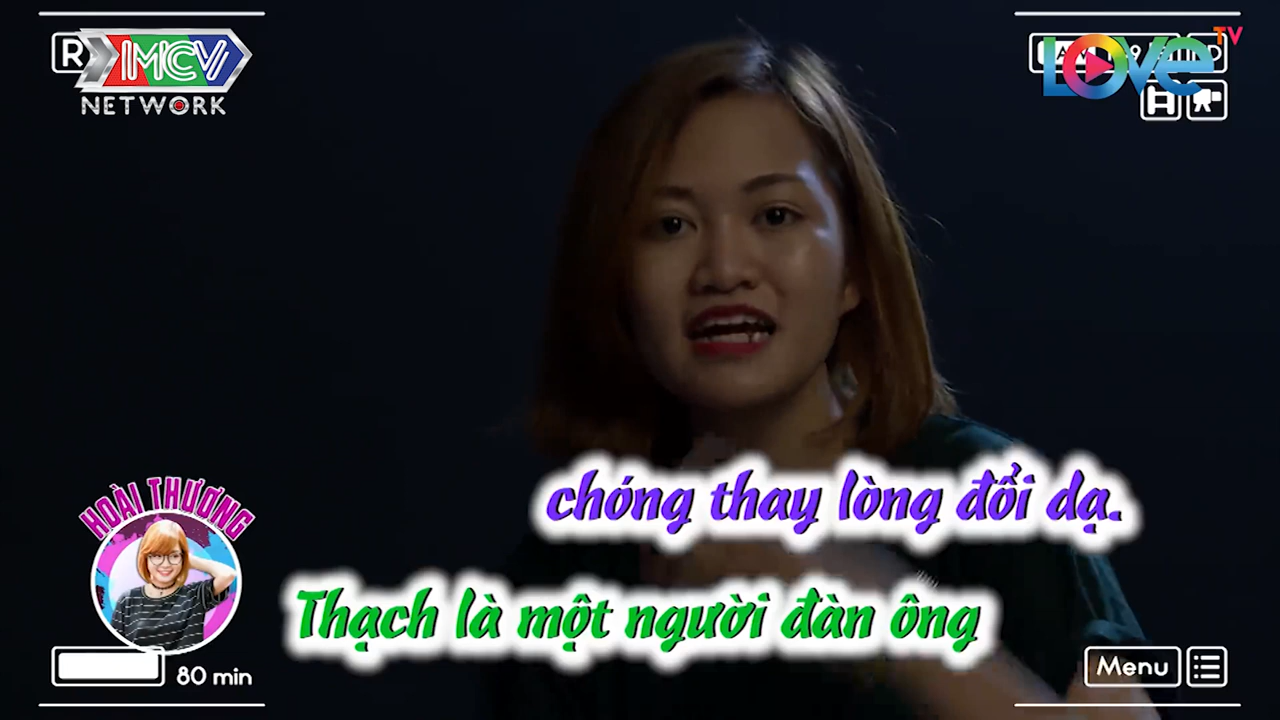 R
MCV
NETWORK
LOVE TV
HOÀI THƯƠNG
chóng thay lòng đổi dạ.
Thạch là một người đàn ông
80 min
Menu